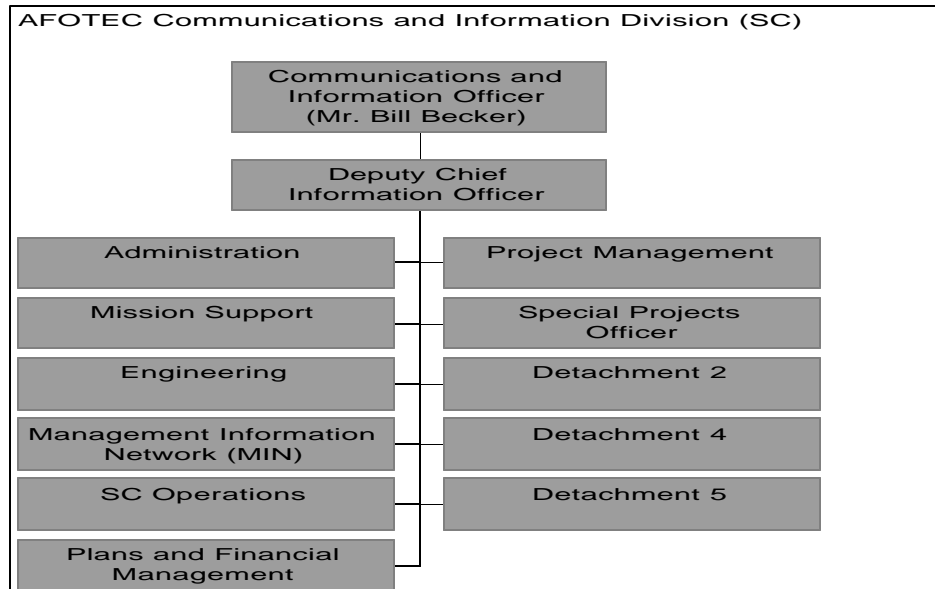 AFOTEC Communications and Information Division (SC)
Communications and
Information Officer
(Mr. Bill Becker)
Deputy Chief
Information Officer
Administration
Project Management
Mission Support
Special Projects
Officer
Engineering
Detachment 2
Management Information
Network (MIN)
Detachment 4
SC Operations
Detachment 5
Plans and Financial
Management